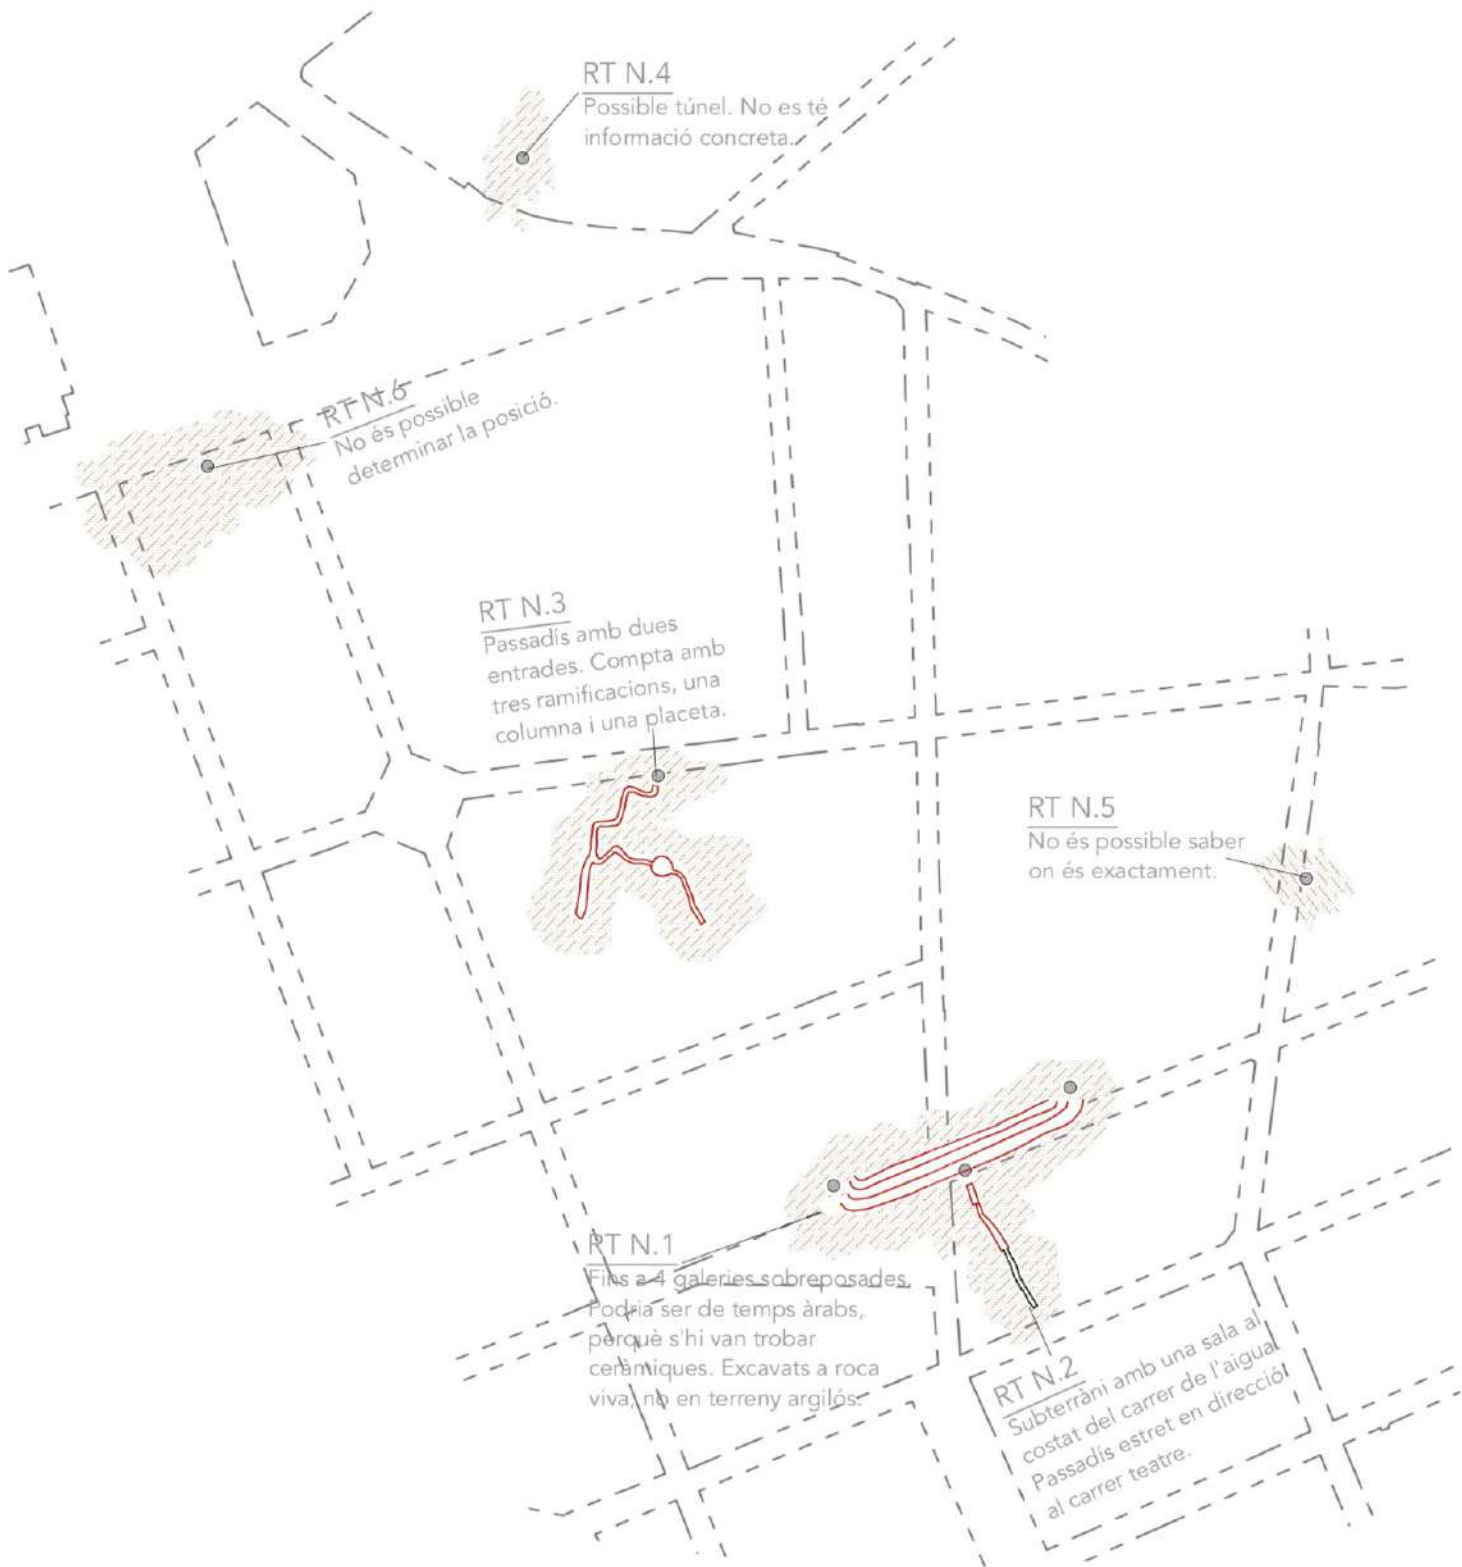 RT N.4
Possible túnel. No es té
informació concreta.
RT N.6
No és possible
determinar la posició.
RT N.3
Passadís amb dues
entrades. Compta amb
tres ramificacions, una
columna i una placeta.
RT N.5
No és possible saber
on és exactament.
RT N.1
Fins a 4 galeries sobreposades.
Podria ser de temps àrabs,
perquè s'hi van trobar
ceràmiques. Excavats a roca
viva, no en terreny argilós.
RT N.2
Subterràni amb una sala al
costat del carrer de l'aigua.
Passadís estret en direcció
al carrer teatre.